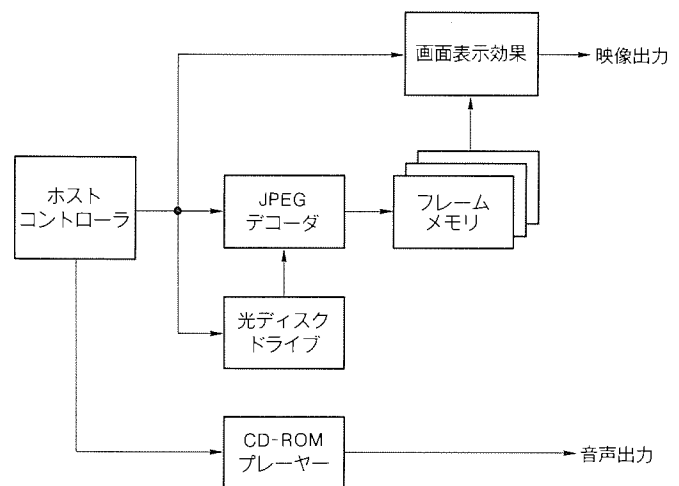 画面表示効果
映像出力
ホスト
コントローラ
JPEG
デコーダ
フレーム
メモリ
光ディスク
ドライブ
CD-ROM
プレーヤー
音声出力